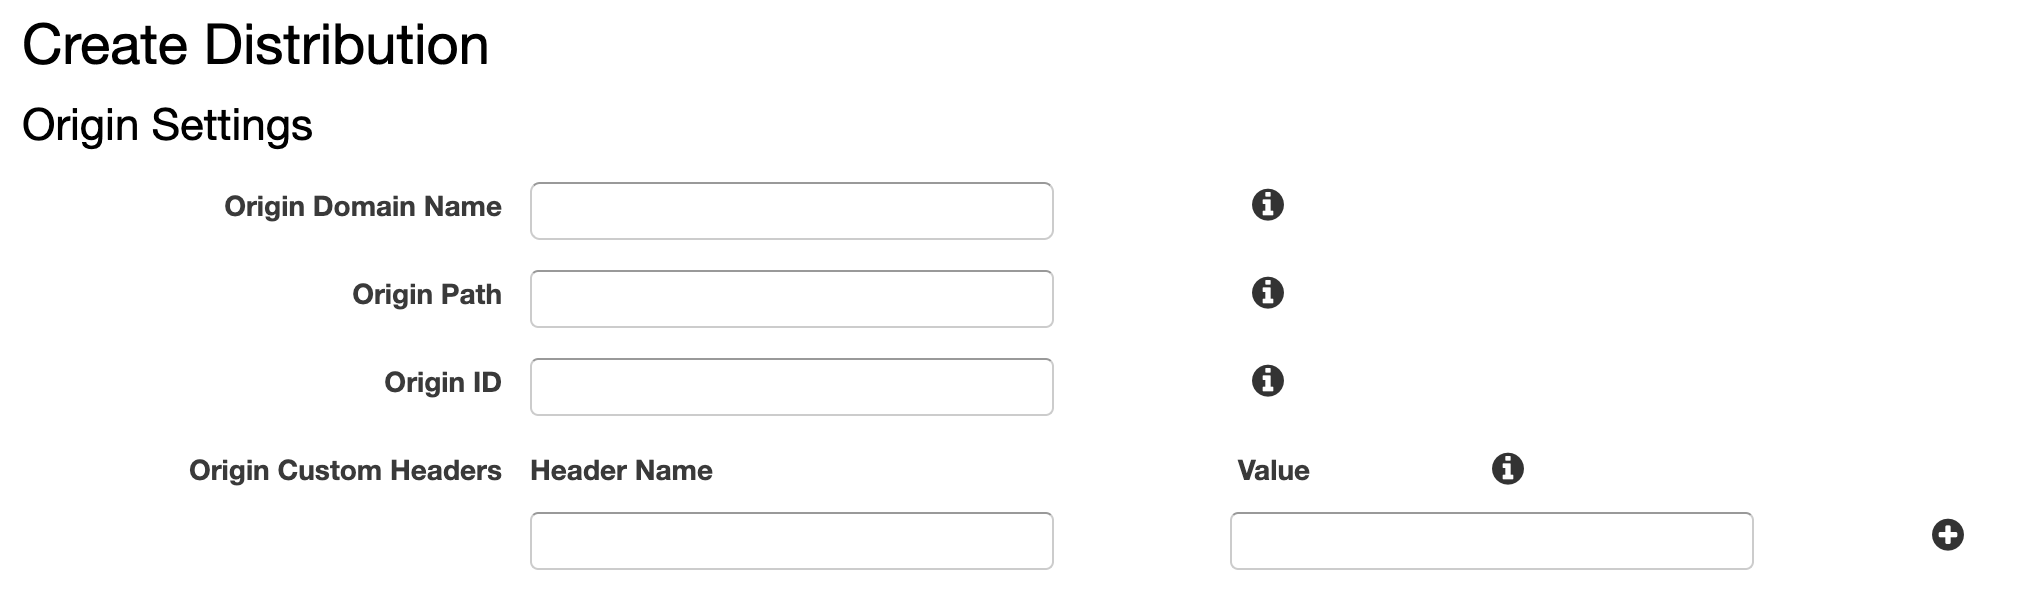 Create Distribution
Origin Settings
Origin Domain Name
Origin Path
Origin ID
Origin Custom Headers Header Name Value